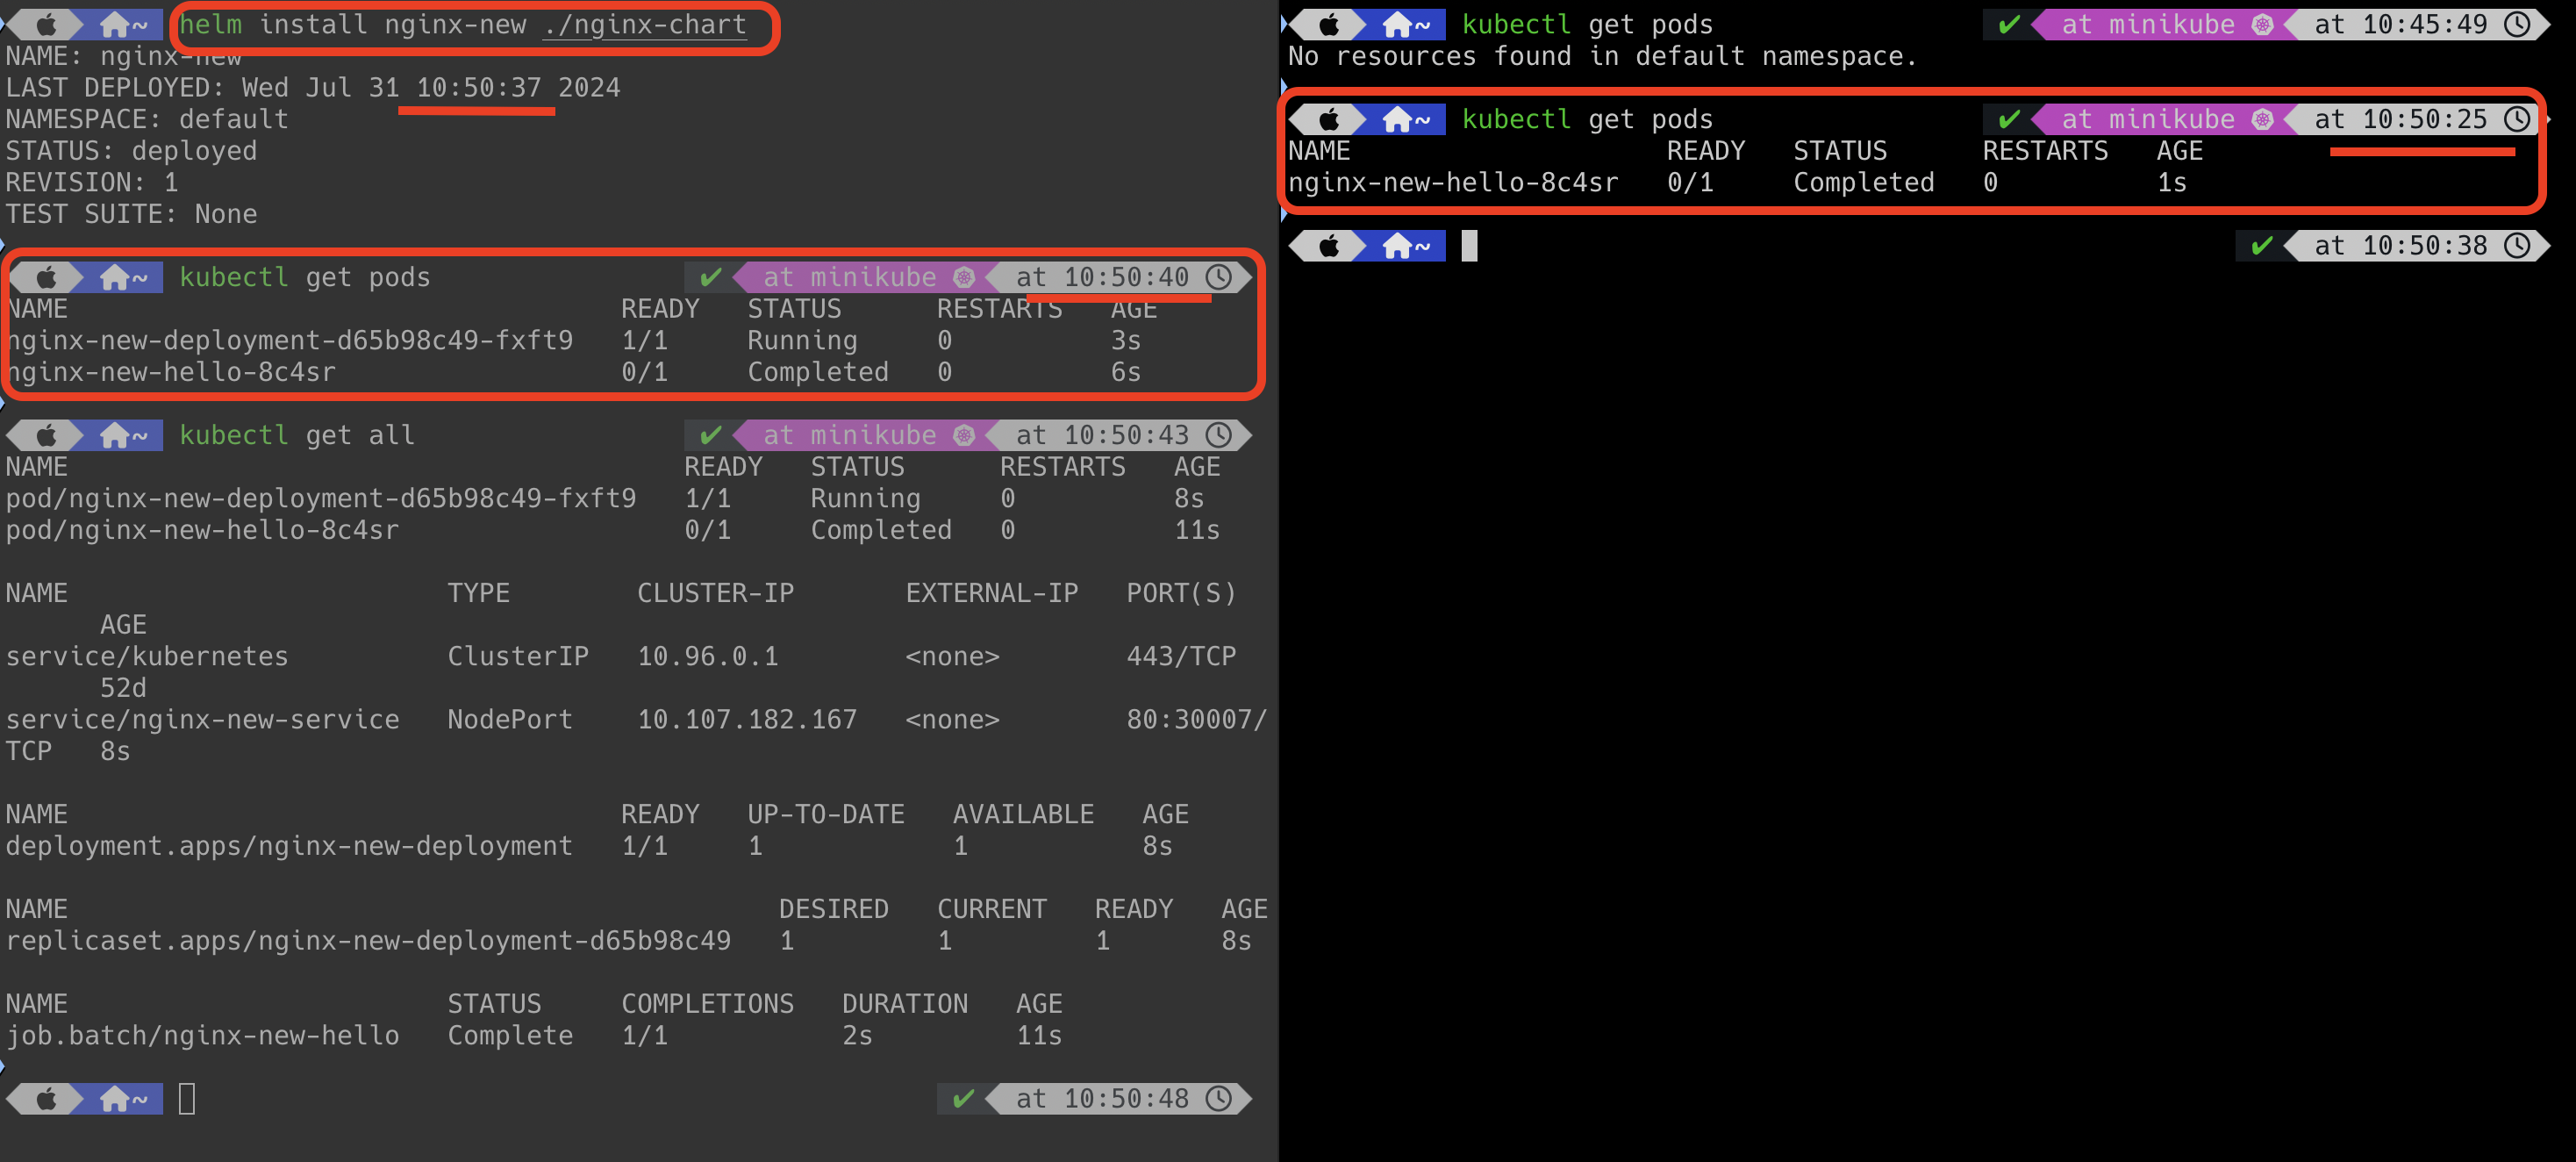 helm install nginx-new ./nginx-chart
NAME: nginx-new
LAST DEPLOYED: Wed Jul 31 10:50:37 2024
NAMESPACE: default
STATUS: deployed
REVISION: 1
TEST SUITE: None
~ kubectl get pods ✔ at minikube at 10:50:40
NAME READY STATUS RESTARTS AGE
nginx-new-deployment-d65b98c49-fxft9 1/1 Running 0 3s
nginx-new-hello-8c4sr 0/1 Completed 0 6s
~ kubectl get all ✔ at minikube at 10:50:43
NAME READY STATUS RESTARTS AGE
pod/nginx-new-deployment-d65b98c49-fxft9 1/1 Running 0 8s
pod/nginx-new-hello-8c4sr 0/1 Completed 0 11s
NAME TYPE CLUSTER-IP EXTERNAL-IP PORT(S)
AGE
service/kubernetes ClusterIP 10.96.0.1 <none> 443/TCP
52d
service/nginx-new-service NodePort 10.107.182.167 <none> 80:30007/
TCP 8s
NAME READY UP-TO-DATE AVAILABLE AGE
deployment.apps/nginx-new-deployment 1/1 1 1 8s
NAME DESIRED CURRENT READY AGE
replicaset.apps/nginx-new-deployment-d65b98c49 1 1 1 8s
NAME STATUS COMPLETIONS DURATION AGE
job.batch/nginx-new-hello Complete 1/1 2s 11s
~ ✔ at 10:50:48
~ kubectl get pods ✔ at minikube at 10:45:49
No resources found in default namespace.
~ kubectl get pods ✔ at minikube at 10:50:25
NAME READY STATUS RESTARTS AGE
nginx-new-hello-8c4sr 0/1 Completed 0 1s
~ ✔ at 10:50:38